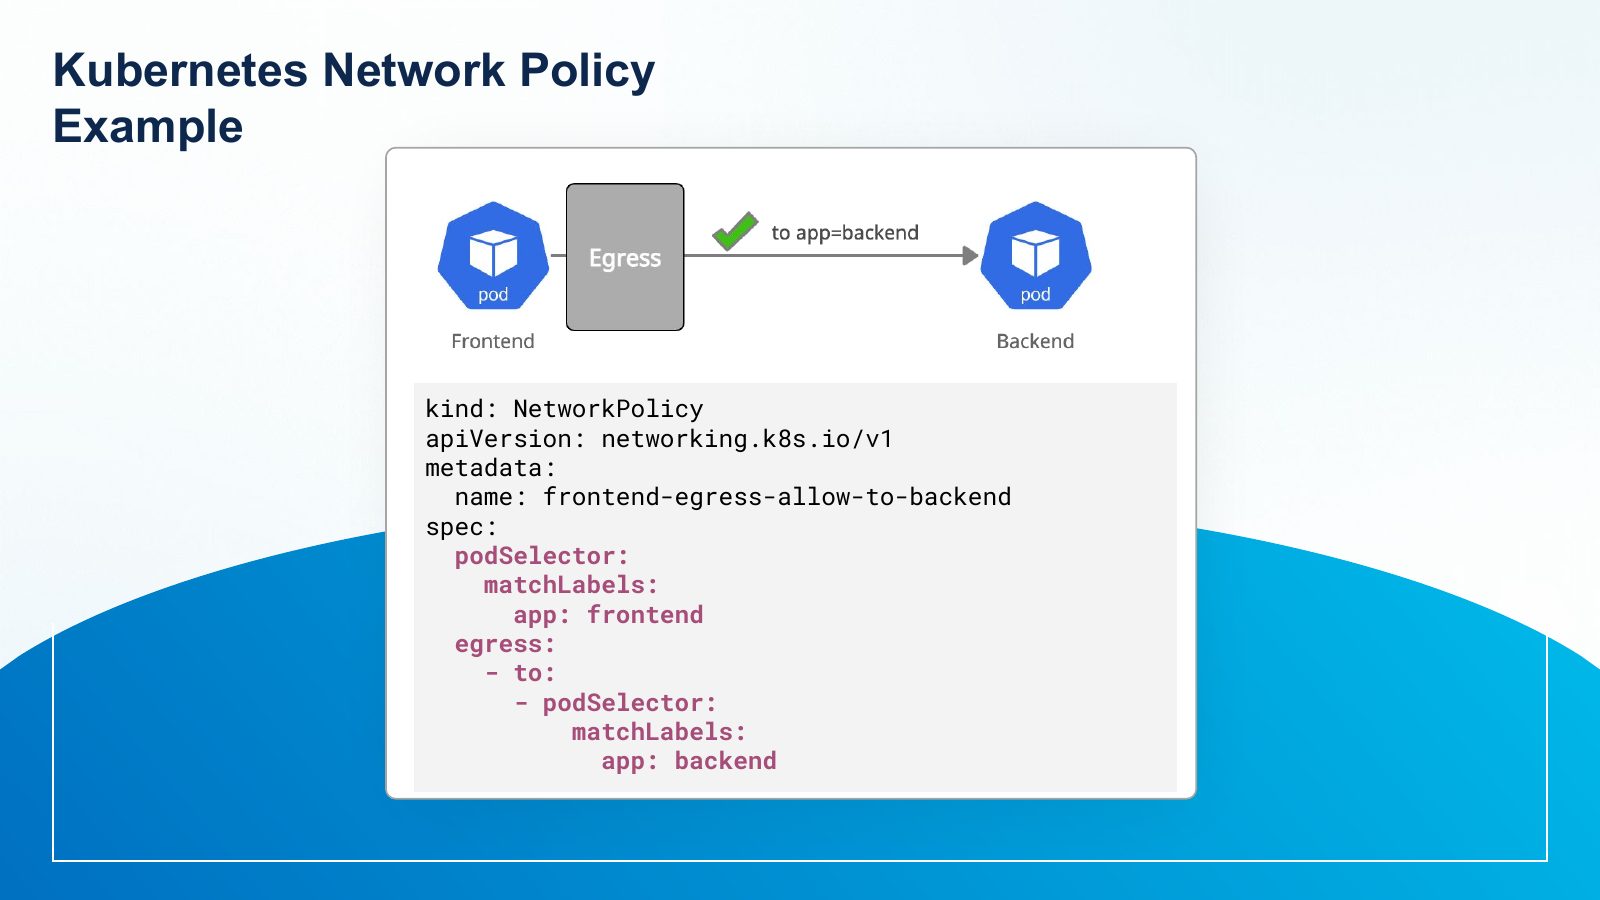 Kubernetes Network Policy
Example
Egress
to app=backend
pod
pod
Frontend
Backend
kind: NetworkPolicy
apiVersion: networking.k8s.io/v1
metadata:
  name: frontend-egress-allow-to-backend
spec:
  podSelector:
    matchLabels:
      app: frontend
  egress:
    - to:
      - podSelector:
          matchLabels:
            app: backend